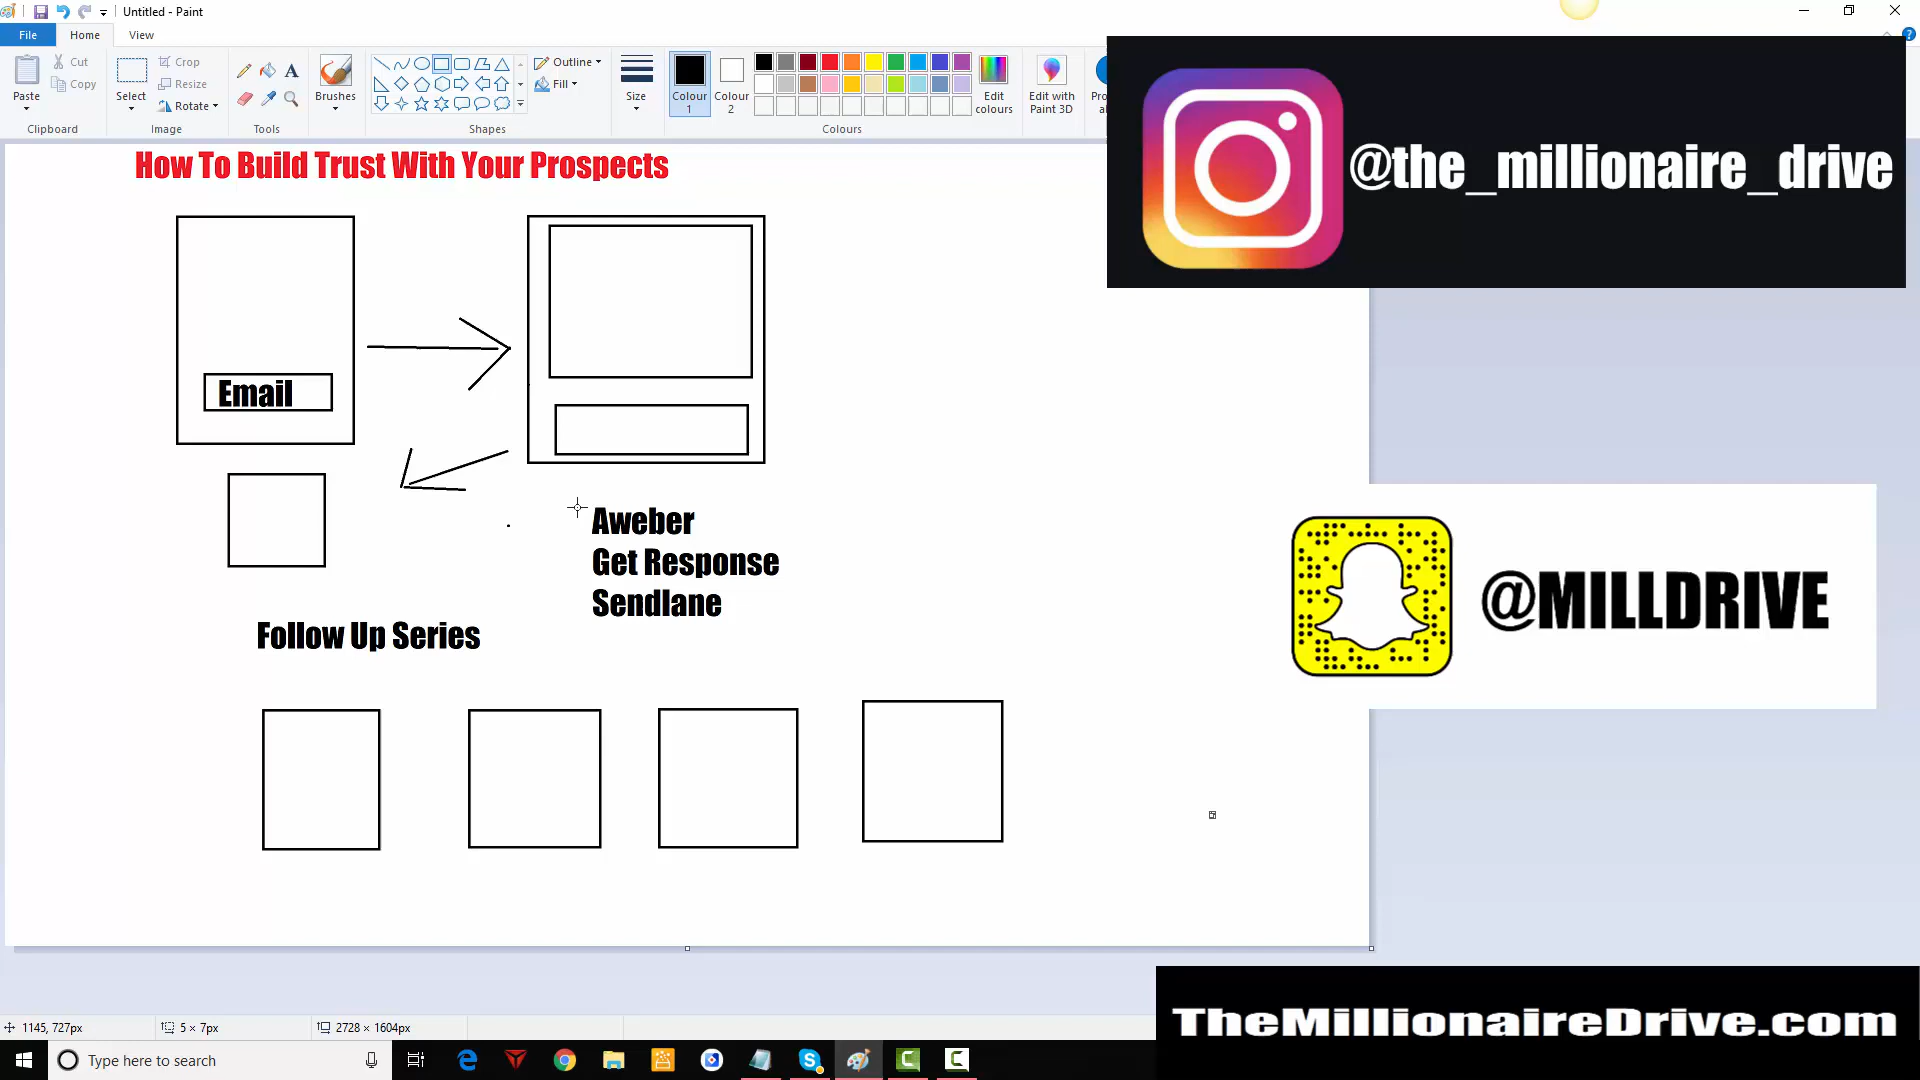 Untitled - Paint
File Home View
Paste
Cut
Copy
Clipboard
Select
Crop
Resize
Rotate
Image
Tools
Brushes
Shapes
Outline
Fill
Size
Colour 1
Colour 2
Edit colours
Colours
Edit with Paint 3D
How To Build Trust With Your Prospects
@the_millionaire_drive
Email
Aweber
Get Response
Sendlane
@MILLDRIVE
Follow Up Series
TheMillionaireDrive.com
1145, 727px
5 × 7px
2728 × 1604px
Type here to search